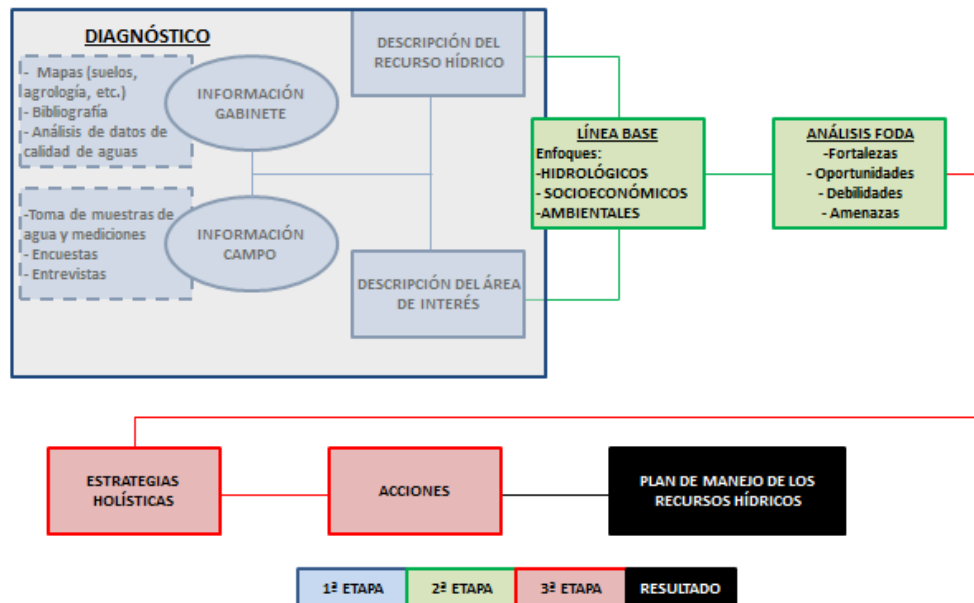 DIAGNÓSTICO
- Mapas (suelos,
agrología, etc.)
- Bibliografía
- Análisis de datos de
calidad de aguas
INFORMACIÓN
GABINETE
DESCRIPCIÓN DEL
RECURSO HÍDRICO
-Toma de muestras de
agua y mediciones
- Encuestas
- Entrevistas
INFORMACIÓN
CAMPO
DESCRIPCIÓN DEL ÁREA
DE INTERÉS
LÍNEA BASE
Enfoques:
-HIDROLÓGICOS
- SOCIOECONÓMICOS
-AMBIENTALES
ANÁLISIS FODA
-Fortalezas
- Oportunidades
- Debilidades
- Amenazas
ESTRATEGIAS
HOLÍSTICAS
ACCIONES
PLAN DE MANEJO DE LOS
RECURSOS HÍDRICOS
1ª ETAPA
2ª ETAPA
3ª ETAPA
RESULTADO